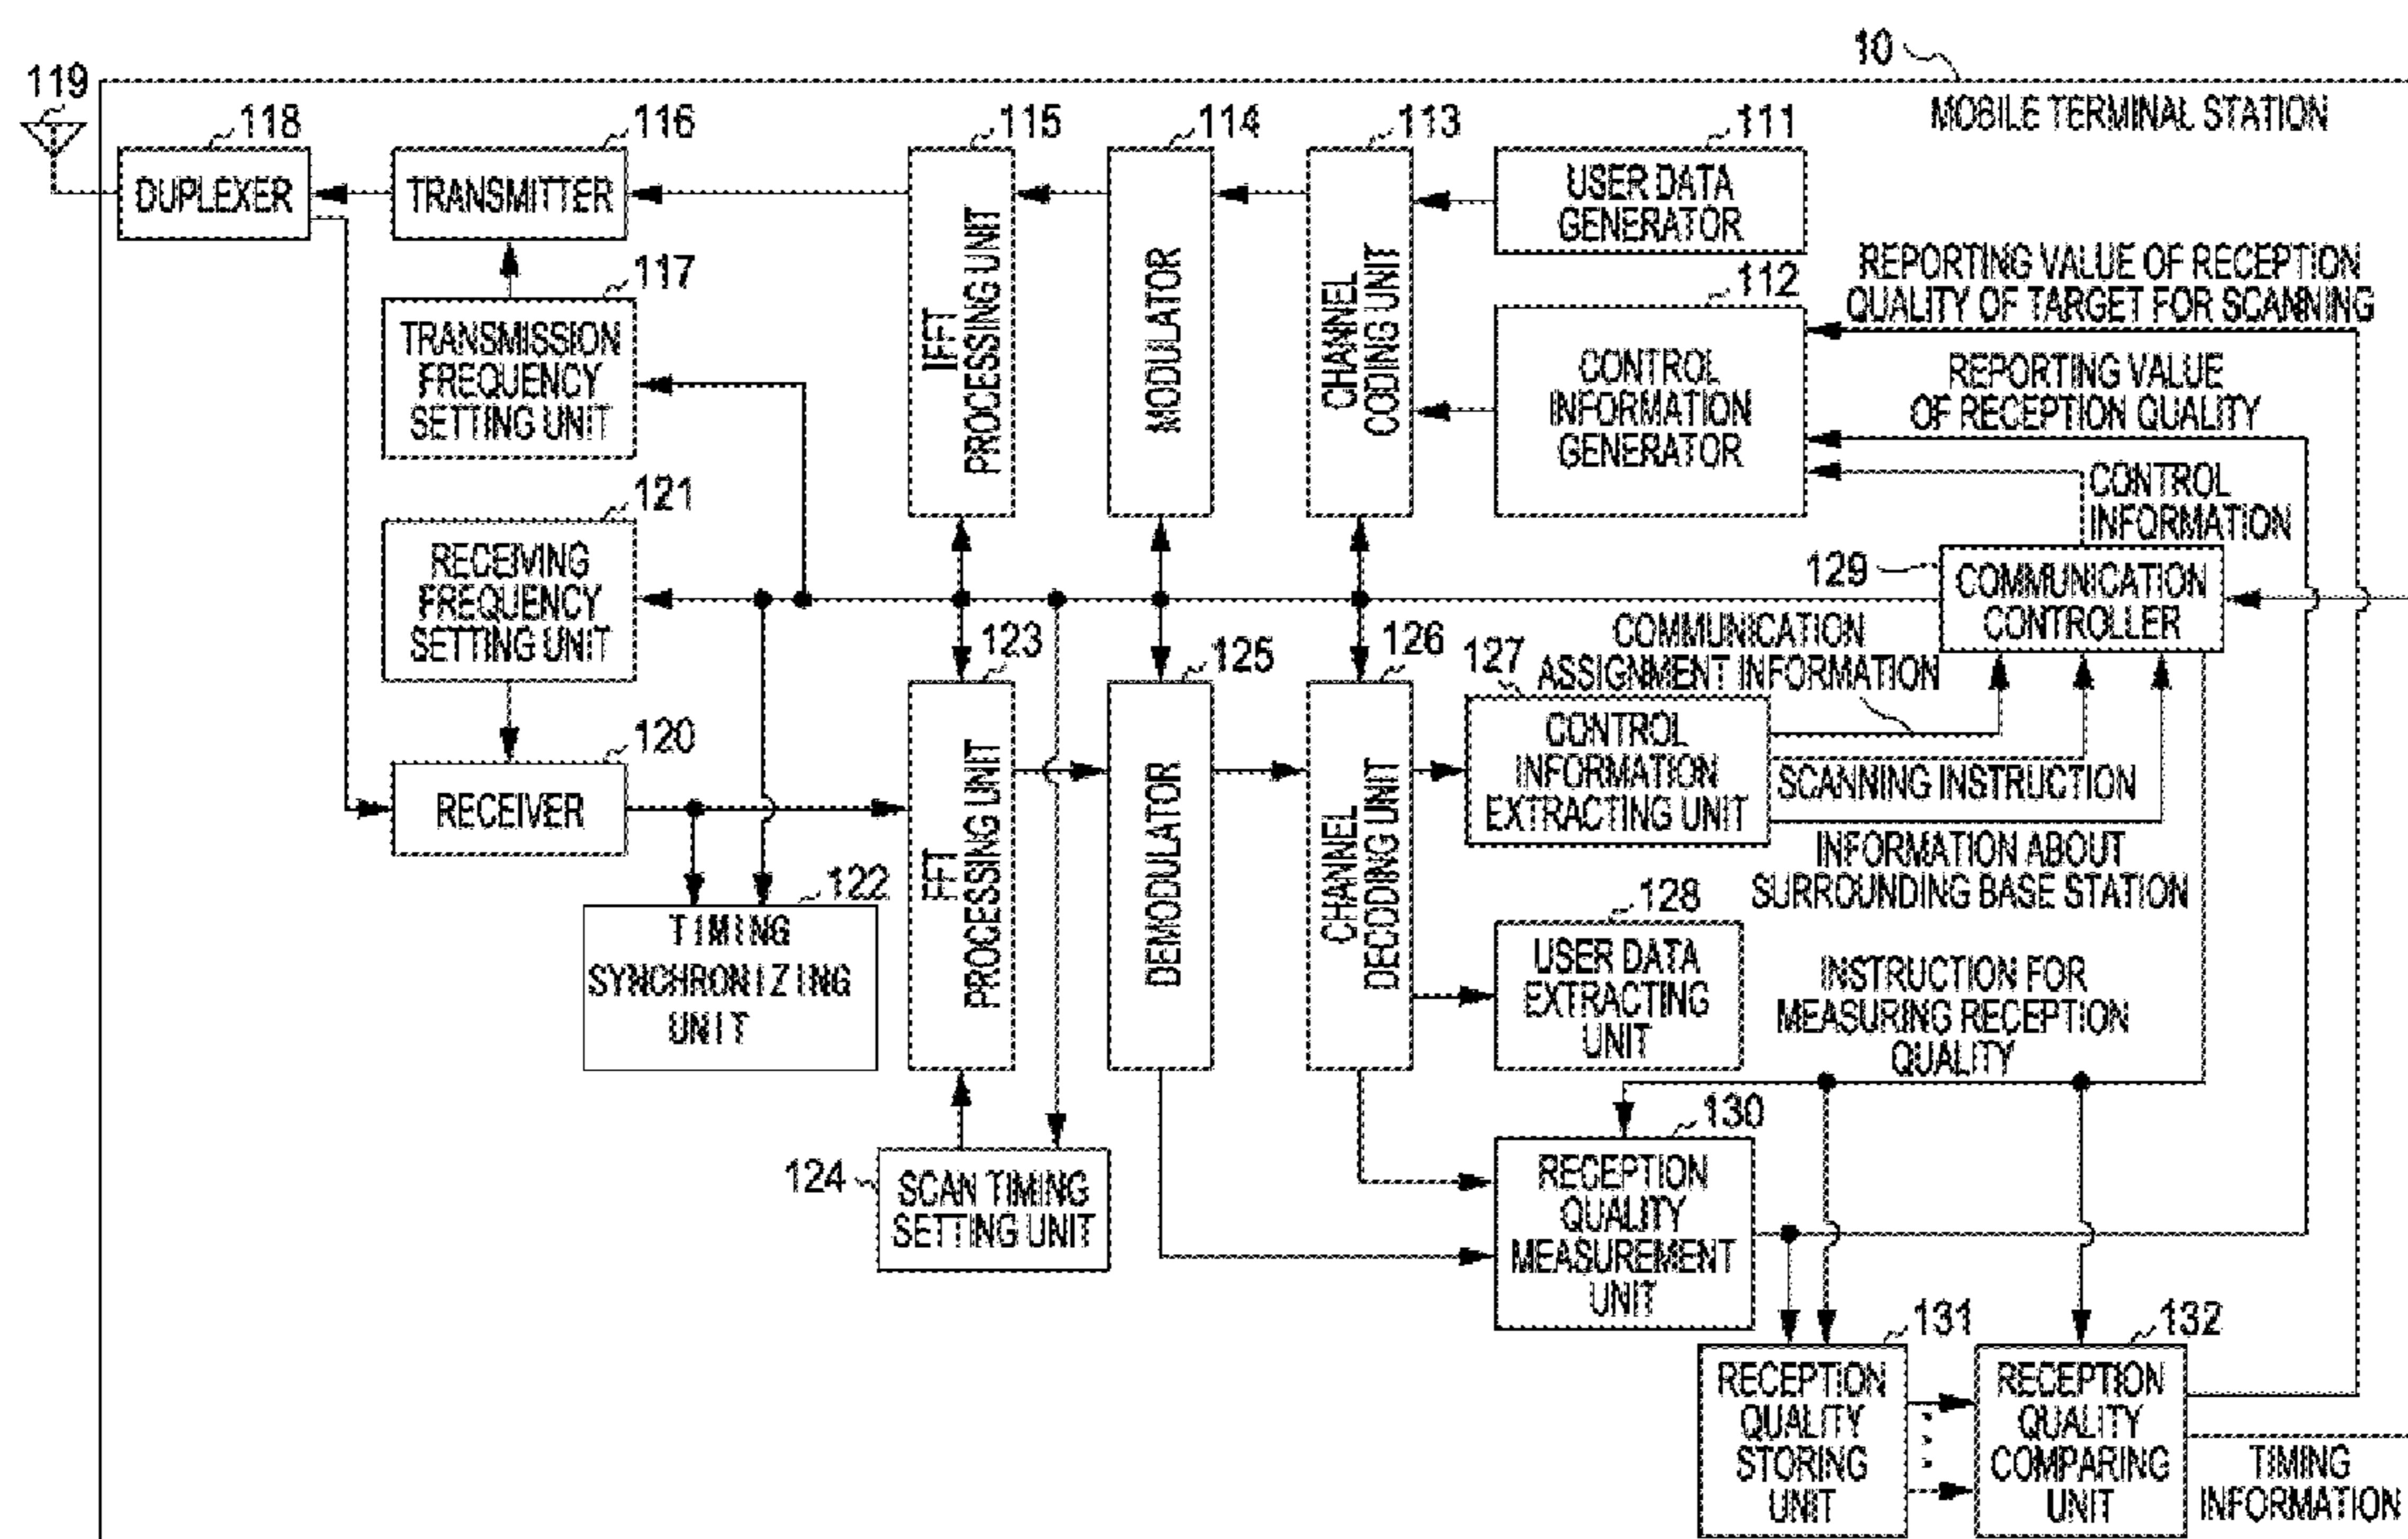 10
MOBILE TERMINAL STATION
119
118
DUPLEXER
116
TRANSMITTER
115
IFFT
PROCESSING UNIT
114
MODULATOR
113
CHANNEL
CODING UNIT
111
USER DATA
GENERATOR
117
TRANSMISSION
FREQUENCY
SETTING UNIT
112
CONTROL
INFORMATION
GENERATOR
REPORTING VALUE OF RECEPTION
QUALITY OF TARGET FOR SCANNING
REPORTING VALUE
OF RECEPTION QUALITY
CONTROL
INFORMATION
121
RECEIVING
FREQUENCY
SETTING UNIT
129
COMMUNICATION
CONTROLLER
120
RECEIVER
122
TIMING
SYNCHRONIZING
UNIT
123
FFT
PROCESSING UNIT
125
DEMODULATOR
126
CHANNEL
DECODING UNIT
127
CONTROL
INFORMATION
EXTRACTING UNIT
COMMUNICATION
ASSIGNMENT INFORMATION
SCANNING INSTRUCTION
INFORMATION ABOUT
SURROUNDING BASE STATION
128
USER DATA
EXTRACTING
UNIT
INSTRUCTION FOR
MEASURING RECEPTION
QUALITY
124
SCAN TIMING
SETTING UNIT
130
RECEPTION
QUALITY
MEASUREMENT
UNIT
131
RECEPTION
QUALITY
STORING
UNIT
132
RECEPTION
QUALITY
COMPARING
UNIT
TIMING
INFORMATION